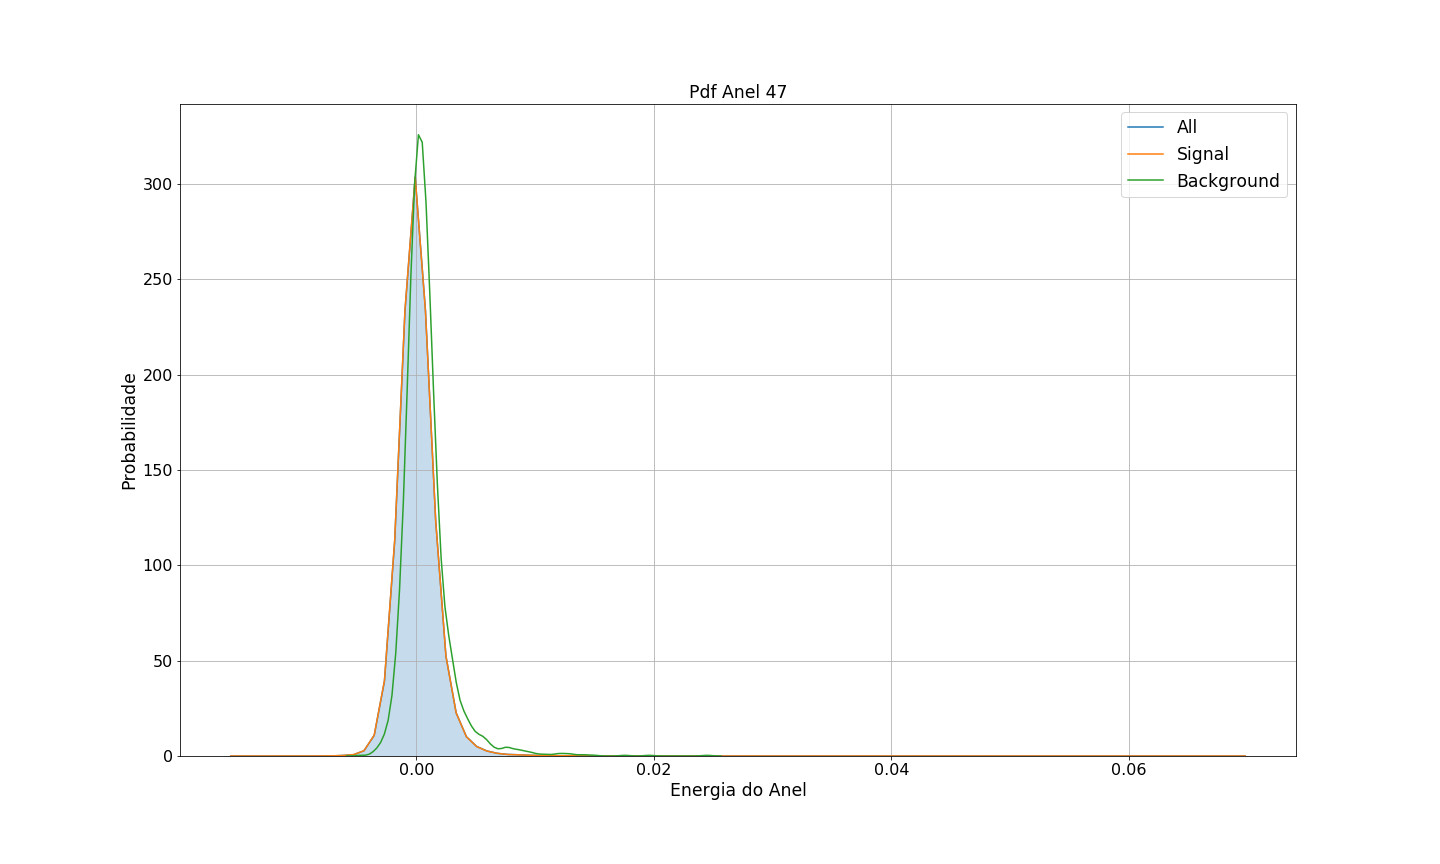 Pdf Anel 47
All
Signal
Background
300
250
200
150
100
50
0
Probabilidade
0.00 0.02 0.04 0.06
Energia do Anel